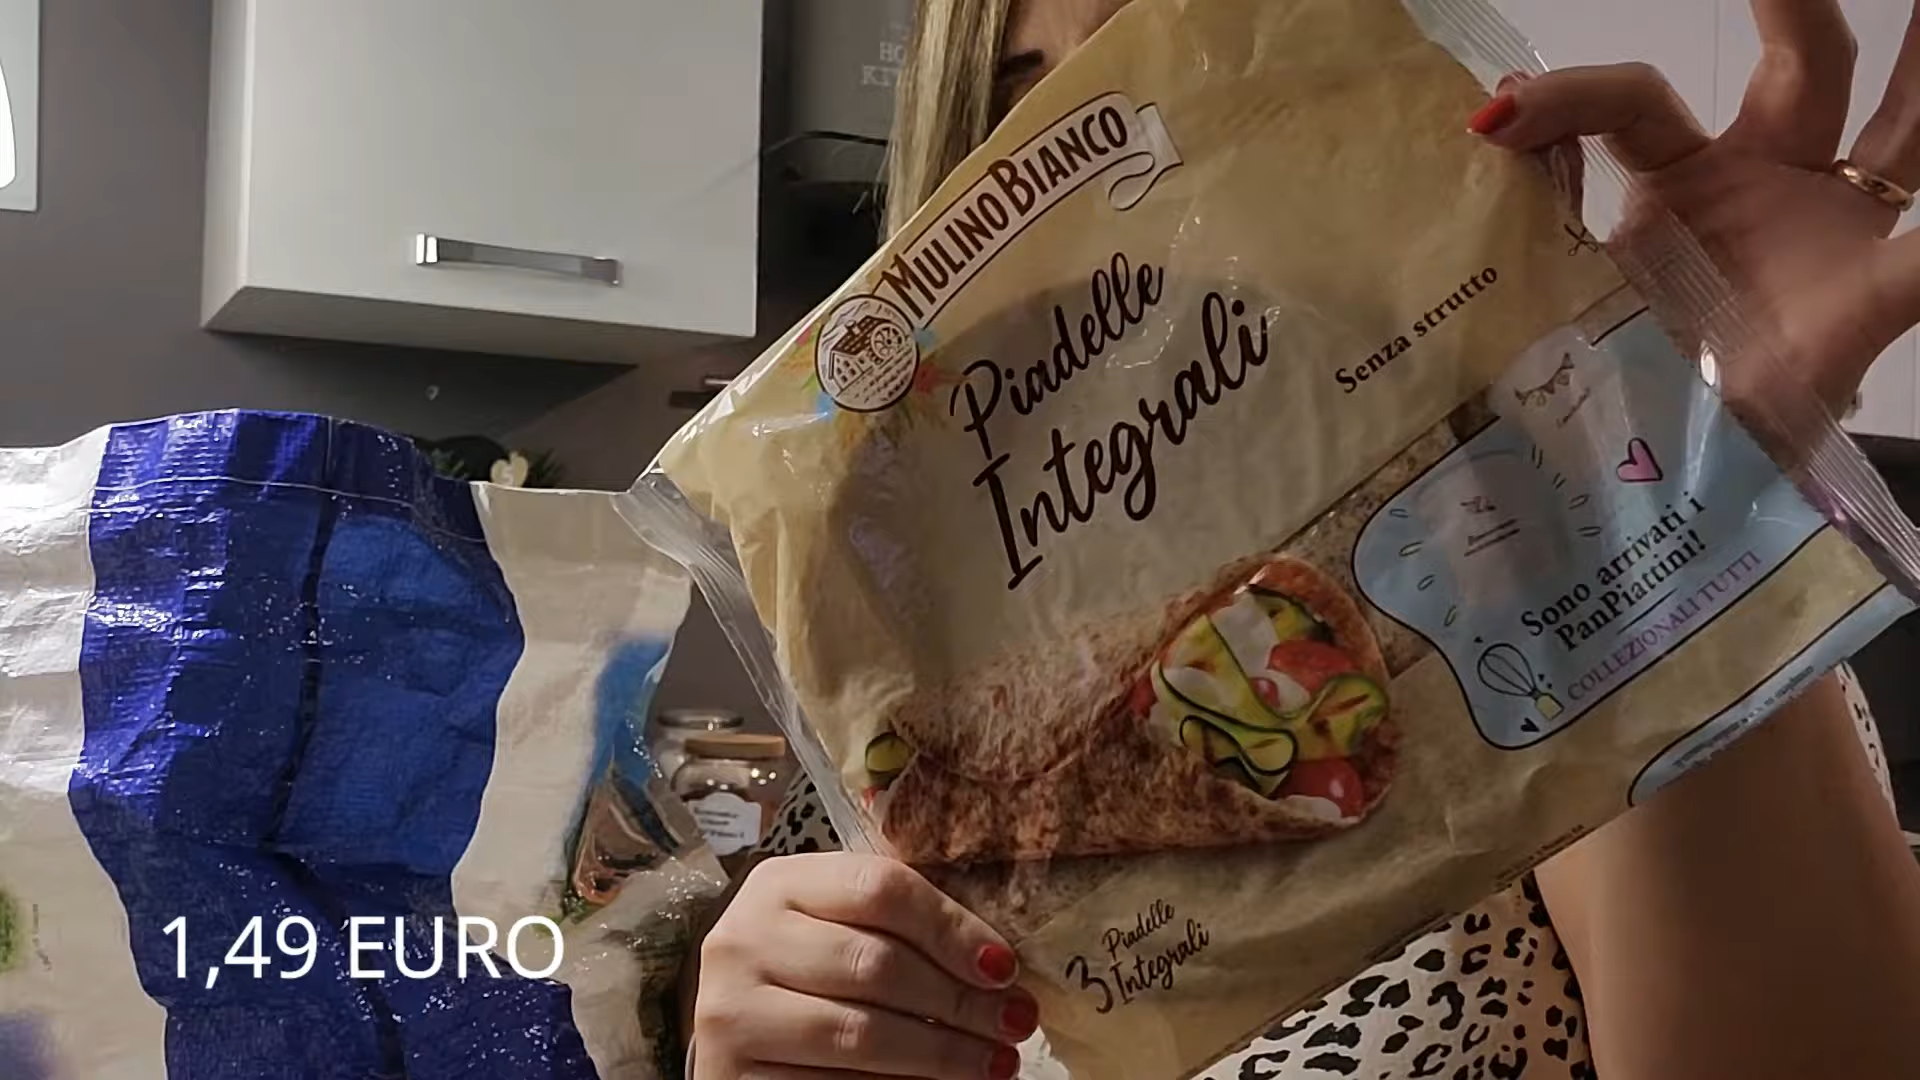 MULINO BIANCO
Piadelle
Integrali
Senza strutto
Sono arrivati i
PanPiattini!
COLLEZIONALI TUTTI
3 Piadelle
Integrali
1,49 EURO